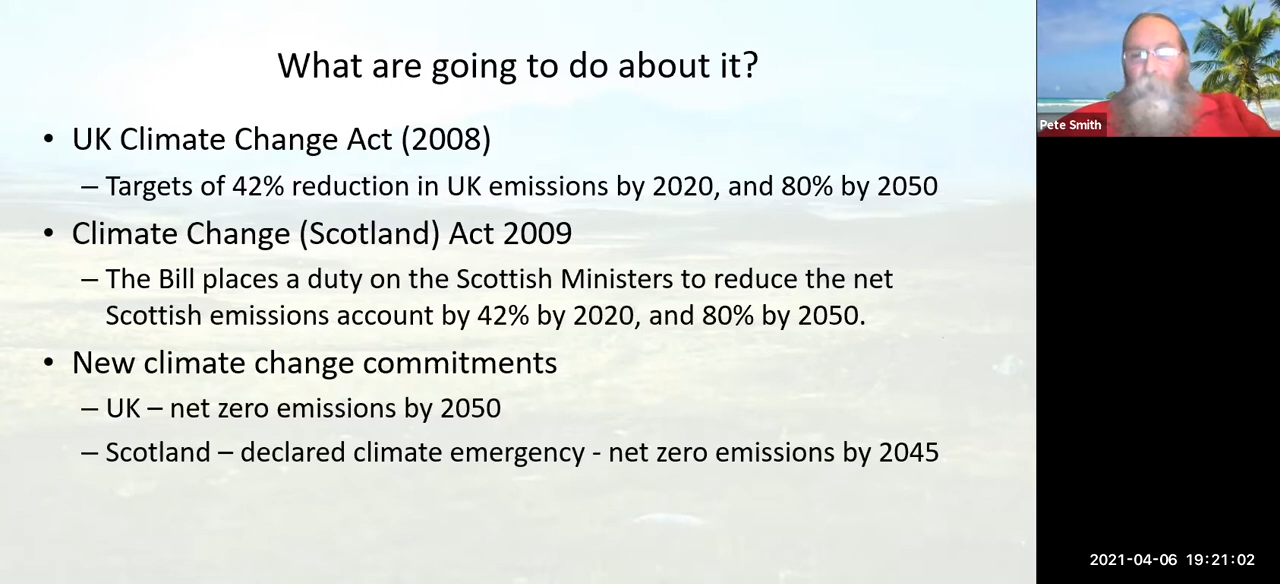 What are going to do about it?
• UK Climate Change Act (2008)
– Targets of 42% reduction in UK emissions by 2020, and 80% by 2050
• Climate Change (Scotland) Act 2009
– The Bill places a duty on the Scottish Ministers to reduce the net
Scottish emissions account by 42% by 2020, and 80% by 2050.
• New climate change commitments
– UK – net zero emissions by 2050
– Scotland – declared climate emergency - net zero emissions by 2045
Pete Smith
2021-04-06 19:21:02